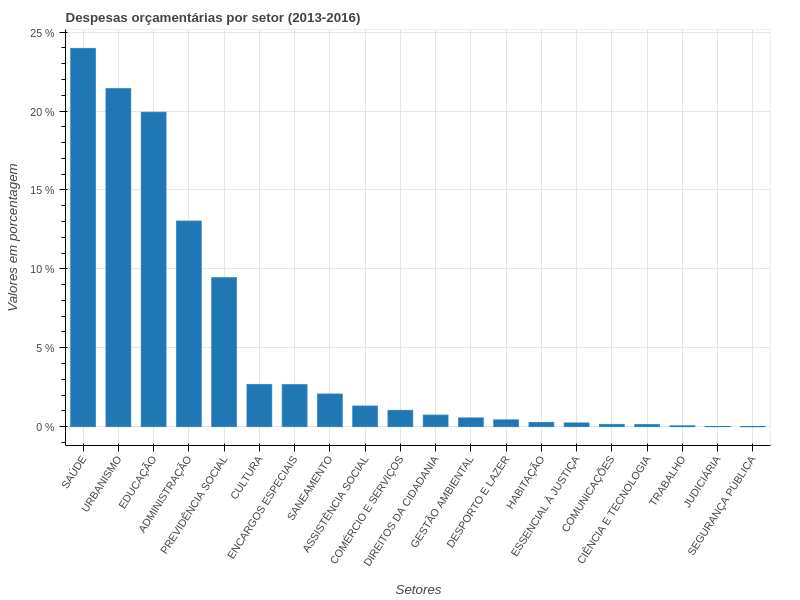 Despesas orçamentárias por setor (2013-2016)
25 %
20 %
15 %
10 %
5 %
0 %
Valores em porcentagem
SAÚDE
URBANISMO
EDUCAÇÃO
ADMINISTRAÇÃO
PREVIDÊNCIA SOCIAL
CULTURA
ENCARGOS ESPECIAIS
SANEAMENTO
ASSISTÊNCIA SOCIAL
COMÉRCIO E SERVIÇOS
DIREITOS DA CIDADANIA
GESTÃO AMBIENTAL
DESPORTO E LAZER
HABITAÇÃO
ESSENCIAL À JUSTIÇA
COMUNICAÇÕES
CIÊNCIA E TECNOLOGIA
TRABALHO
JUDICIÁRIA
SEGURANÇA PÚBLICA
Setores